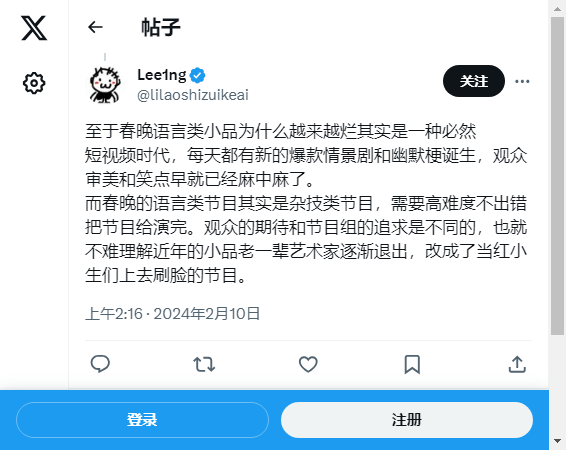 帖子
Lee1ng
@lilaoshizuikeai
关注
至于春晚语言类小品为什么越来越烂其实是一种必然
短视频时代，每天都有新的爆款情景剧和幽默梗诞生，观众
审美和笑点早就已经麻中麻了。
而春晚的语言类节目其实是杂技类节目，需要高难度不出错
把节目给演完。观众的期待和节目组的追求是不同的，也就
不难理解近年的小品老一辈艺术家逐渐退出，改成了当红小
生们上去刷脸的节目。
上午2:16 · 2024年2月10日
登录
注册